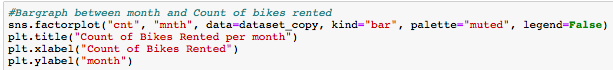 #Bargraph between month and Count of bikes rented
sns.factorplot("cnt", "mnth", data=dataset_copy, kind="bar", palette="muted", legend=False)
plt.title("Count of Bikes Rented per month")
plt.xlabel("Count of Bikes Rented")
plt.ylabel("month")